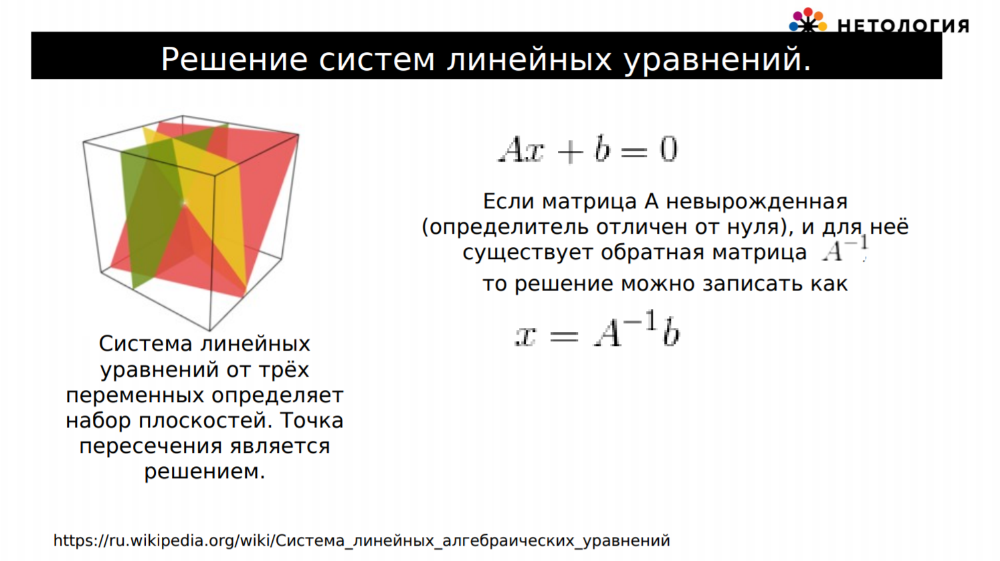 НЕТОЛОГИЯ
Решение систем линейных уравнений.
Ax + b = 0
Если матрица А невырожденная
(определитель отличен от нуля), и для неё
существует обратная матрица A⁻¹,
то решение можно записать как
x = A⁻¹b
Система линейных
уравнений от трёх
переменных определяет
набор плоскостей. Точка
пересечения является
решением.
https://ru.wikipedia.org/wiki/Система_линейных_алгебраических_уравнений